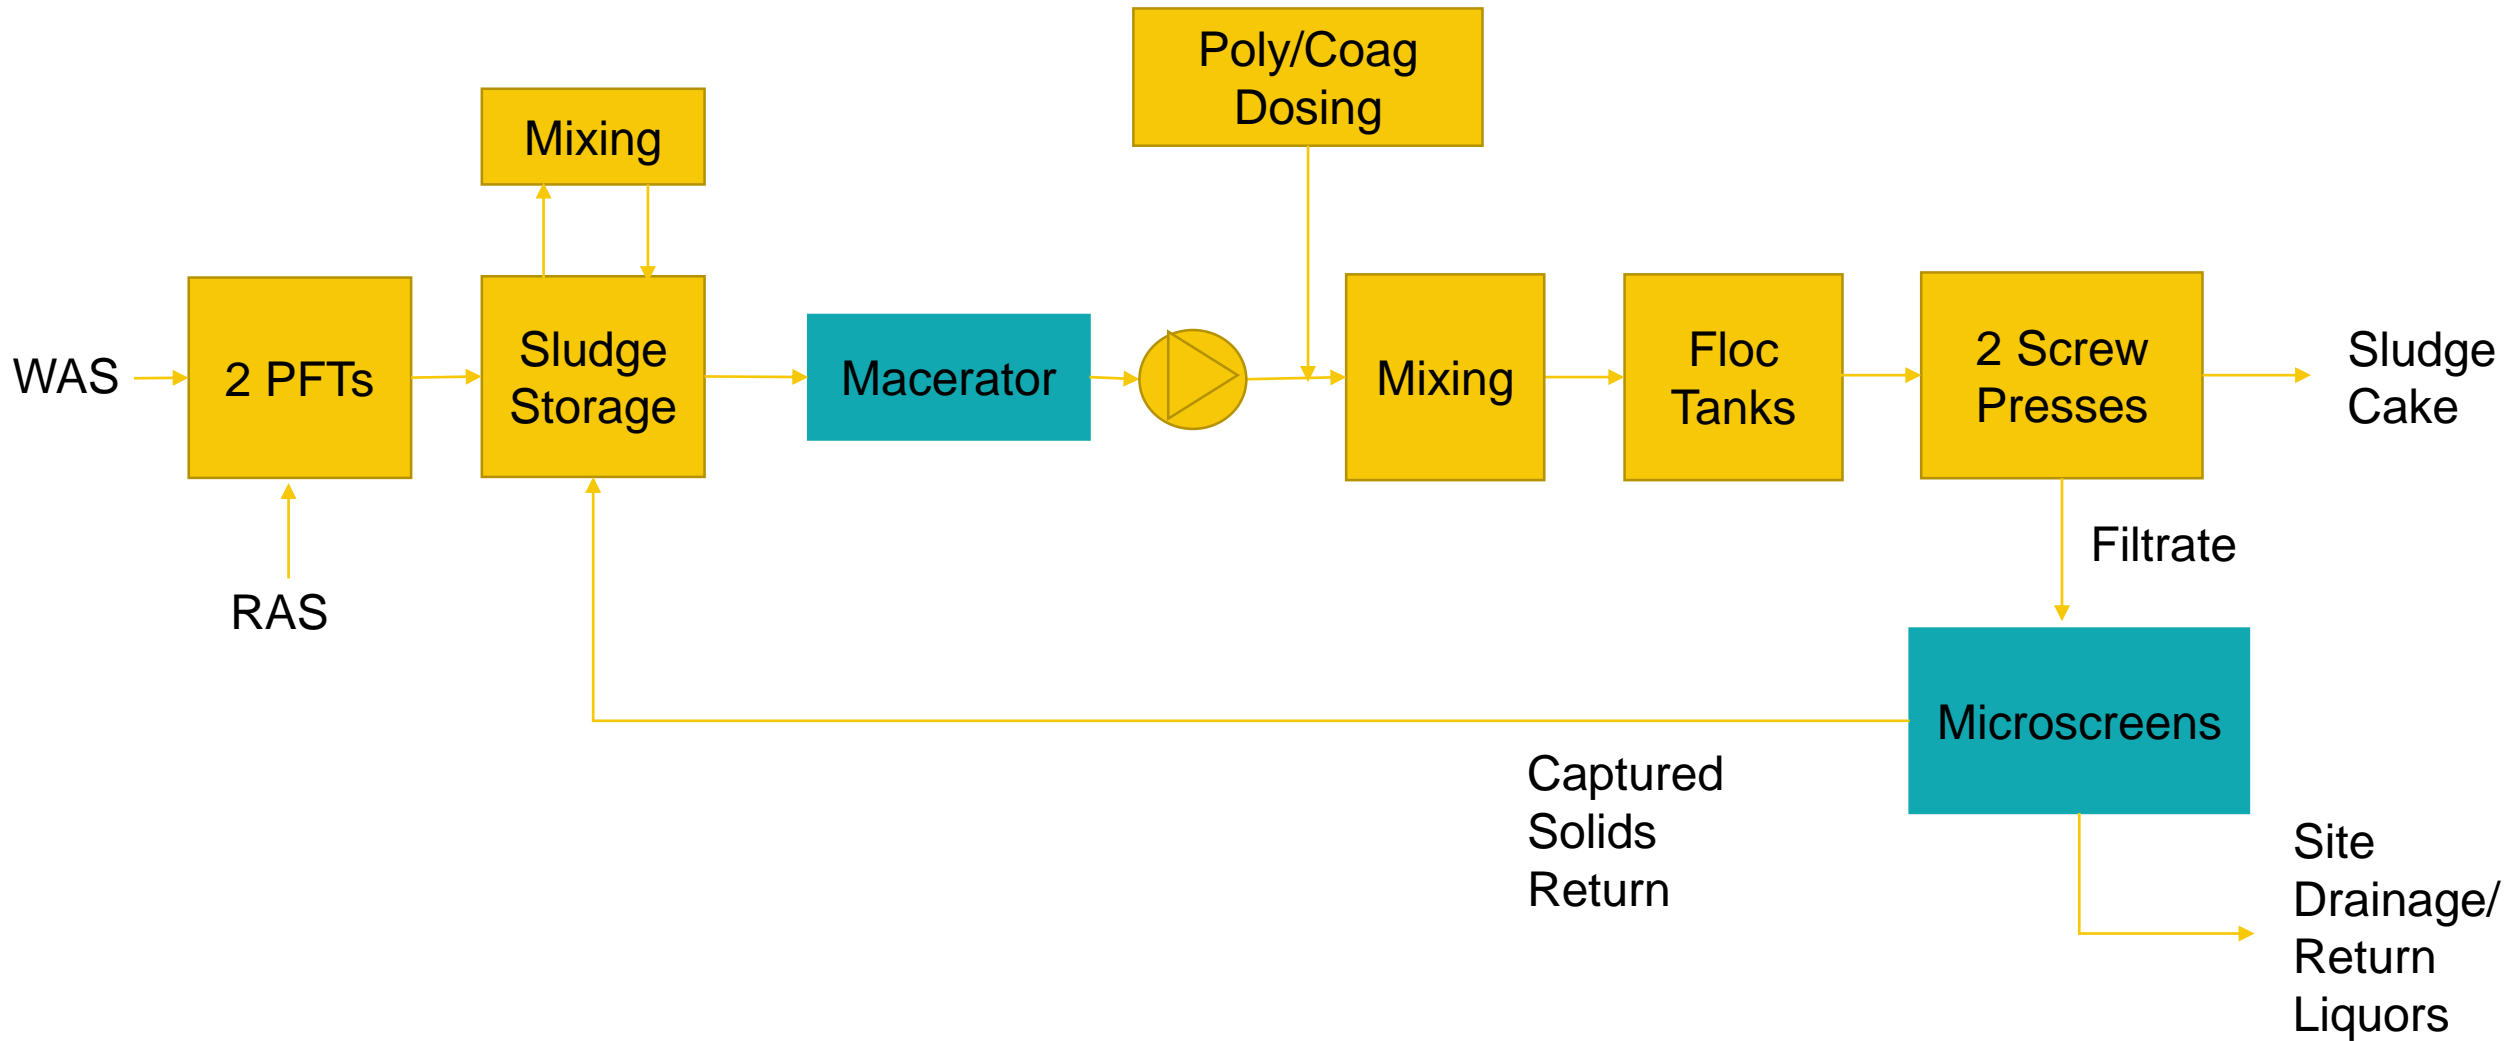 Poly/Coag
Dosing
Mixing
WAS
2 PFTs
Sludge
Storage
Macerator
Mixing
Floc
Tanks
2 Screw
Presses
Sludge
Cake
RAS
Filtrate
Microscreens
Captured
Solids
Return
Site
Drainage/
Return
Liquors